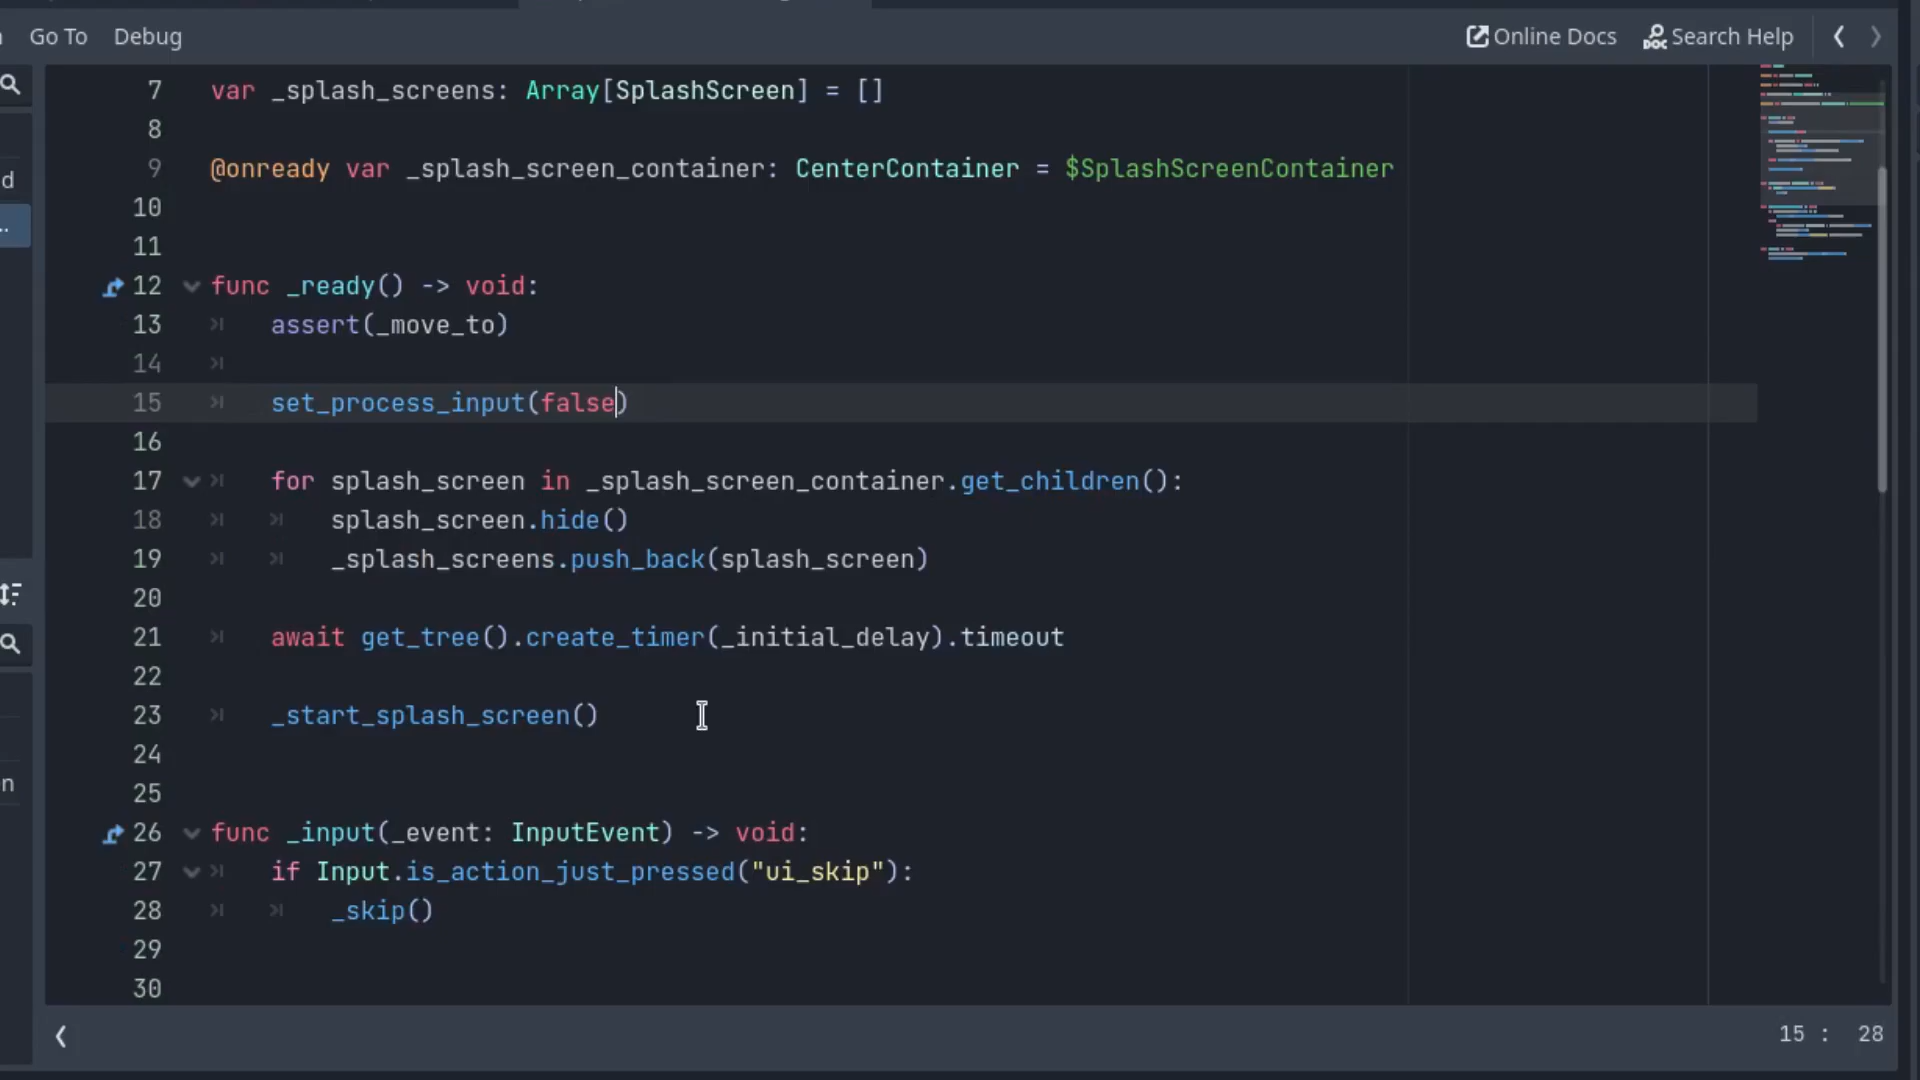 Go To Debug Online Docs Search Help
7 var _splash_screens: Array[SplashScreen] = []
8
9 @onready var _splash_screen_container: CenterContainer = $SplashScreenContainer
10
11
12 func _ready() -> void:
13 assert(_move_to)
14
15 set_process_input(false)
16
17 for splash_screen in _splash_screen_container.get_children():
18 splash_screen.hide()
19 _splash_screens.push_back(splash_screen)
20
21 await get_tree().create_timer(_initial_delay).timeout
22
23 _start_splash_screen()
24
25
26 func _input(_event: InputEvent) -> void:
27 if Input.is_action_just_pressed("ui_skip"):
28 _skip()
29
30
d
..
n
15 : 28